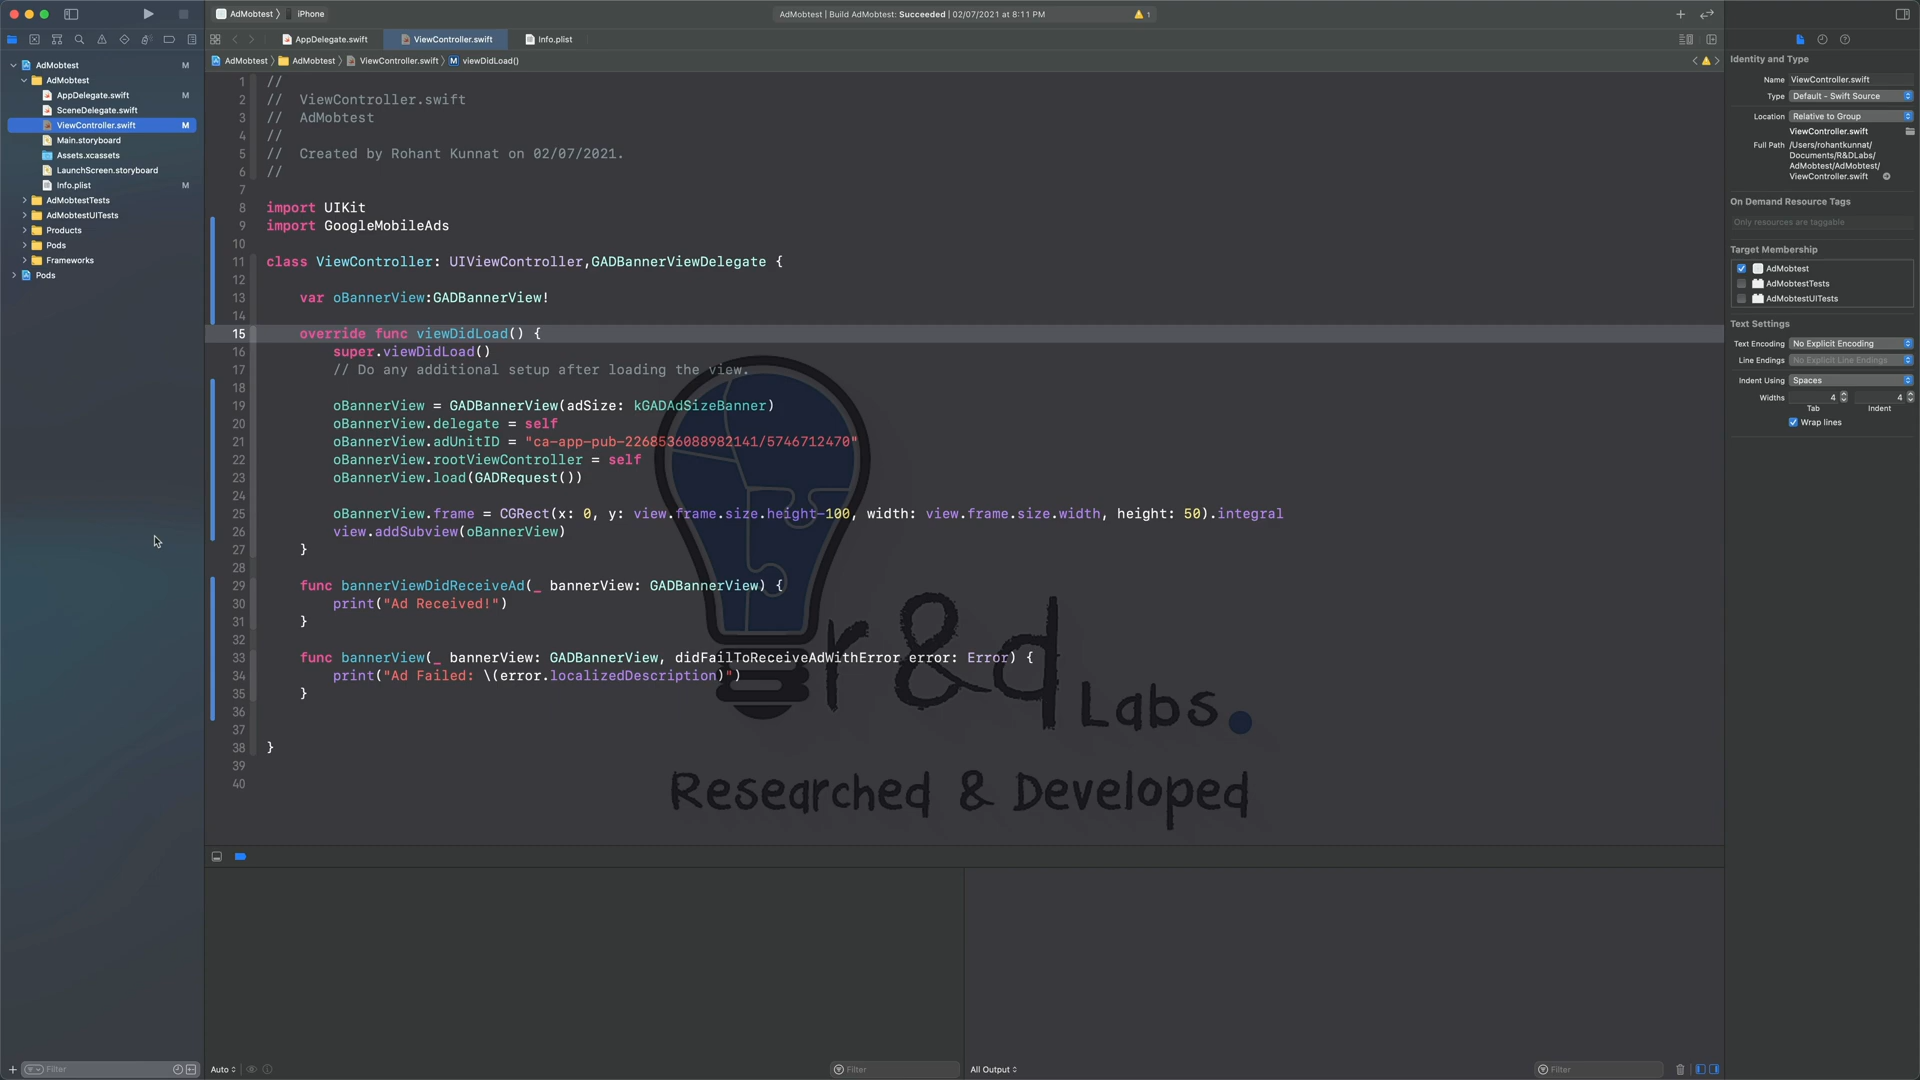 AdMobtest 〉 iPhone
AdMobtest | Build AdMobtest: Succeeded | 02/07/2021 at 8:11 PM
1
AppDelegate.swift
ViewController.swift
Info.plist
AdMobtest 〉 AdMobtest 〉 ViewController.swift 〉 M viewDidLoad()
AdMobtest M
AdMobtest
AppDelegate.swift M
SceneDelegate.swift
ViewController.swift M
Main.storyboard
Assets.xcassets
LaunchScreen.storyboard
Info.plist M
AdMobtestTests
AdMobtestUITests
Products
Pods
Frameworks
Pods
Filter
1 //
2 //  ViewController.swift
3 //  AdMobtest
4 //
5 //  Created by Rohant Kunnat on 02/07/2021.
6 //
7
8 import UIKit
9 import GoogleMobileAds
10
11 class ViewController: UIViewController,GADBannerViewDelegate {
12
13     var oBannerView:GADBannerView!
14
15     override func viewDidLoad() {
16         super.viewDidLoad()
17         // Do any additional setup after loading the view.
18
19         oBannerView = GADBannerView(adSize: kGADAdSizeBanner)
20         oBannerView.delegate = self
21         oBannerView.adUnitID = "ca-app-pub-2268536088982141/5746712470"
22         oBannerView.rootViewController = self
23         oBannerView.load(GADRequest())
24
25         oBannerView.frame = CGRect(x: 0, y: view.frame.size.height-100, width: view.frame.size.width, height: 50).integral
26         view.addSubview(oBannerView)
27     }
28
29     func bannerViewDidReceiveAd(_ bannerView: GADBannerView) {
30         print("Ad Received!")
31     }
32
33     func bannerView(_ bannerView: GADBannerView, didFailToReceiveAdWithError error: Error) {
34         print("Ad Failed: \(error.localizedDescription)")
35     }
36
37
38 }
39
40
r&d Labs.
Researched & Developed
Auto
Filter
All Output
Filter
Identity and Type
Name ViewController.swift
Type Default - Swift Source
Location Relative to Group
ViewController.swift
Full Path /Users/rohantkunnat/
Documents/R&DLabs/
AdMobtest/AdMobtest/
ViewController.swift
On Demand Resource Tags
Only resources are taggable
Target Membership
AdMobtest
AdMobtestTests
AdMobtestUITests
Text Settings
Text Encoding No Explicit Encoding
Line Endings No Explicit Line Endings
Indent Using Spaces
Widths 4 4
Tab Indent
Wrap lines